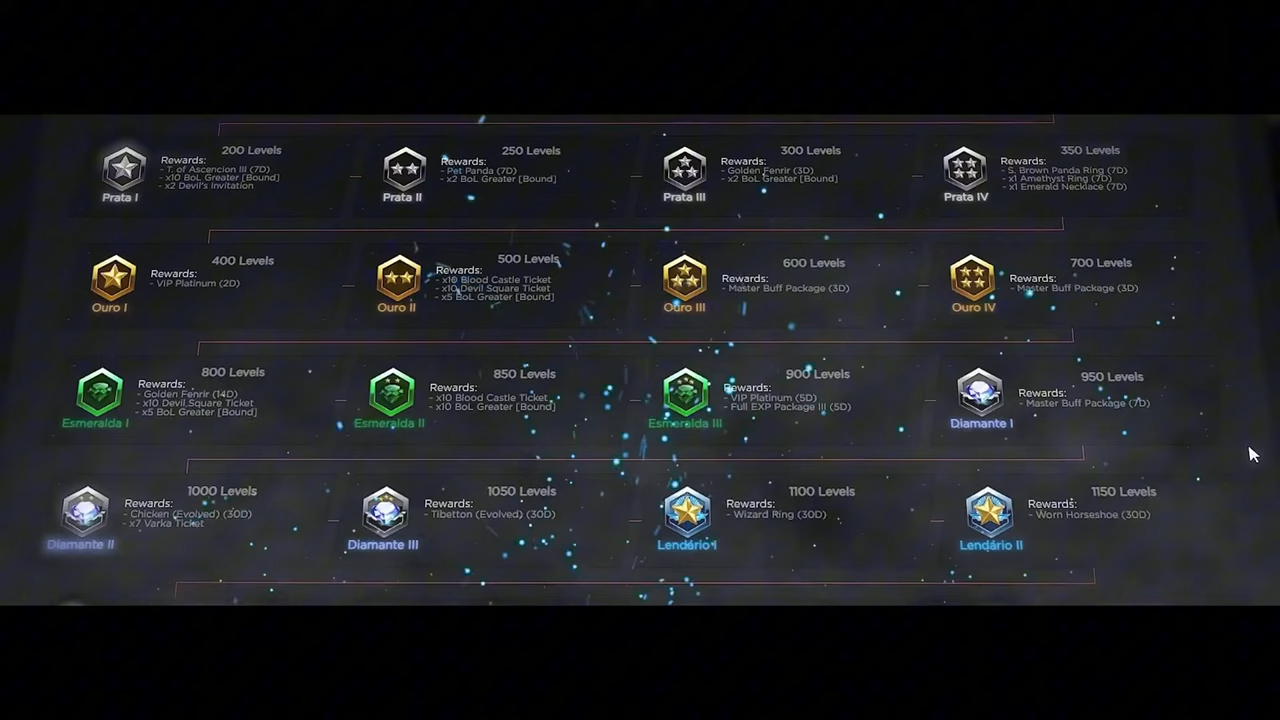 200 Levels
Rewards:
- T. of Ascencion III (7D)
- x10 BoL Greater [Bound]
- x2 Devil's Invitation
Prata I
250 Levels
Rewards:
- Pet Panda (7D)
- x2 BoL Greater [Bound]
Prata II
300 Levels
Rewards:
- Golden Fenrir (3D)
- x2 BoL Greater [Bound]
Prata III
350 Levels
Rewards:
- S. Brown Panda Ring (7D)
- x1 Amethyst Ring (7D)
- x1 Emerald Necklace (7D)
Prata IV
400 Levels
Rewards:
- VIP Platinum (2D)
Ouro I
500 Levels
Rewards:
- x10 Blood Castle Ticket
- x10 Devil Square Ticket
- x5 BoL Greater [Bound]
Ouro II
600 Levels
Rewards:
- Master Buff Package (3D)
Ouro III
700 Levels
Rewards:
- Master Buff Package (3D)
Ouro IV
800 Levels
Rewards:
- Golden Fenrir (14D)
- x10 Devil Square Ticket
- x5 BoL Greater [Bound]
Esmeralda I
850 Levels
Rewards:
- x10 Blood Castle Ticket
- x10 BoL Greater [Bound]
Esmeralda II
900 Levels
Rewards:
- VIP Platinum (5D)
- Full EXP Package III (5D)
Esmeralda III
950 Levels
Rewards:
- Master Buff Package (7D)
Diamante I
1000 Levels
Rewards:
- Chicken (Evolved) (30D)
- x7 Varka Ticket
Diamante II
1050 Levels
Rewards:
- Tibetton (Evolved) (30D)
Diamante III
1100 Levels
Rewards:
- Wizard Ring (30D)
Lendário I
1150 Levels
Rewards:
- Worn Horseshoe (30D)
Lendário II